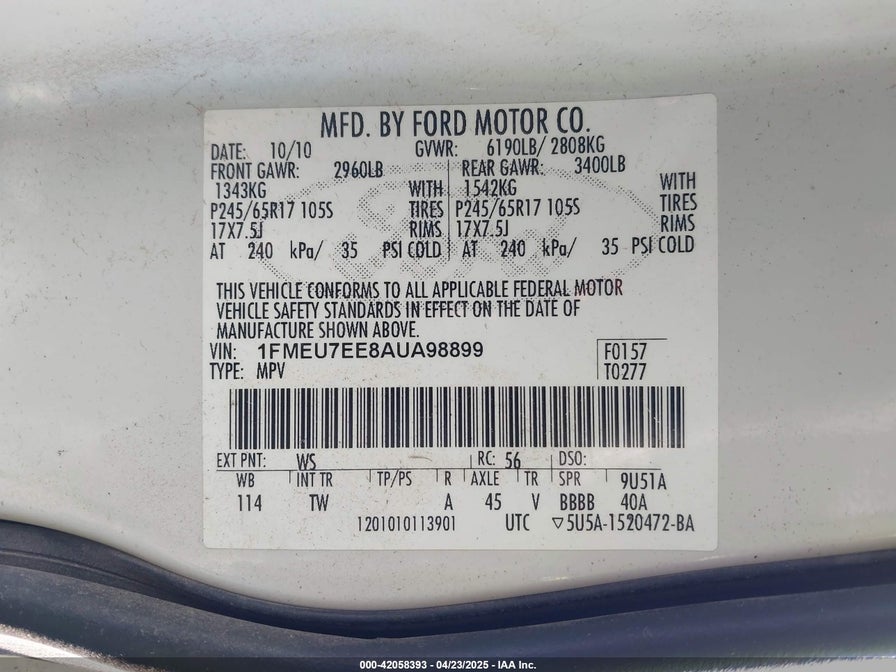 MFD. BY FORD MOTOR CO.
DATE: 10/10 GVWR: 6190LB/ 2808KG
FRONT GAWR: 2960LB REAR GAWR: 3400LB
1343KG WITH 1542KG WITH
P245/65R17 105S TIRES P245/65R17 105S TIRES
17X7.5J RIMS 17X7.5J RIMS
AT 240 kPa/ 35 PSI COLD AT 240 kPa/ 35 PSI COLD
THIS VEHICLE CONFORMS TO ALL APPLICABLE FEDERAL MOTOR
VEHICLE SAFETY STANDARDS IN EFFECT ON THE DATE OF
MANUFACTURE SHOWN ABOVE.
VIN: 1FMEU7EE8AUA98899 F0157
TYPE: MPV T0277
EXT PNT: WS RC: 56 DSO:
WB INT TR TP/PS R AXLE TR SPR 9U51A
114 TW A 45 V BBBB 40A
1201010113901 UTC ▽5U5A-1520472-BA
000-42058393 - 04/23/2025 - IAA Inc.